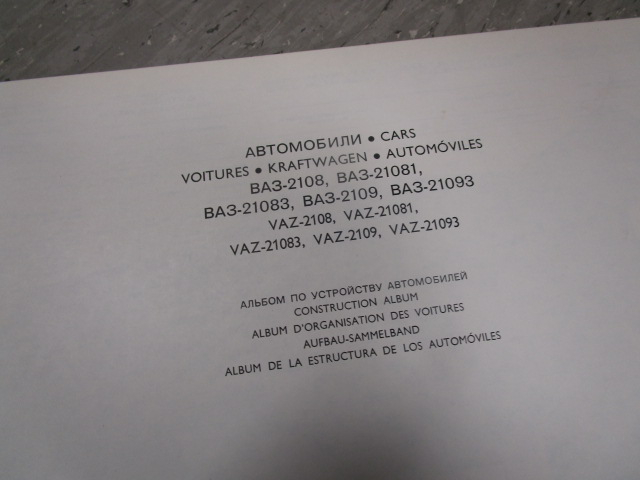 АВТОМОБИЛИ • CARS
VOITURES • KRAFTWAGEN • AUTOMÓVILES
ВАЗ-2108, ВАЗ-21081,
ВАЗ-21083, ВАЗ-2109, ВАЗ-21093
VAZ-2108, VAZ-21081,
VAZ-21083, VAZ-2109, VAZ-21093
АЛЬБОМ ПО УСТРОЙСТВУ АВТОМОБИЛЕЙ
CONSTRUCTION ALBUM
ALBUM D'ORGANISATION DES VOITURES
AUFBAU-SAMMELBAND
ALBUM DE LA ESTRUCTURA DE LOS AUTOMÓVILES